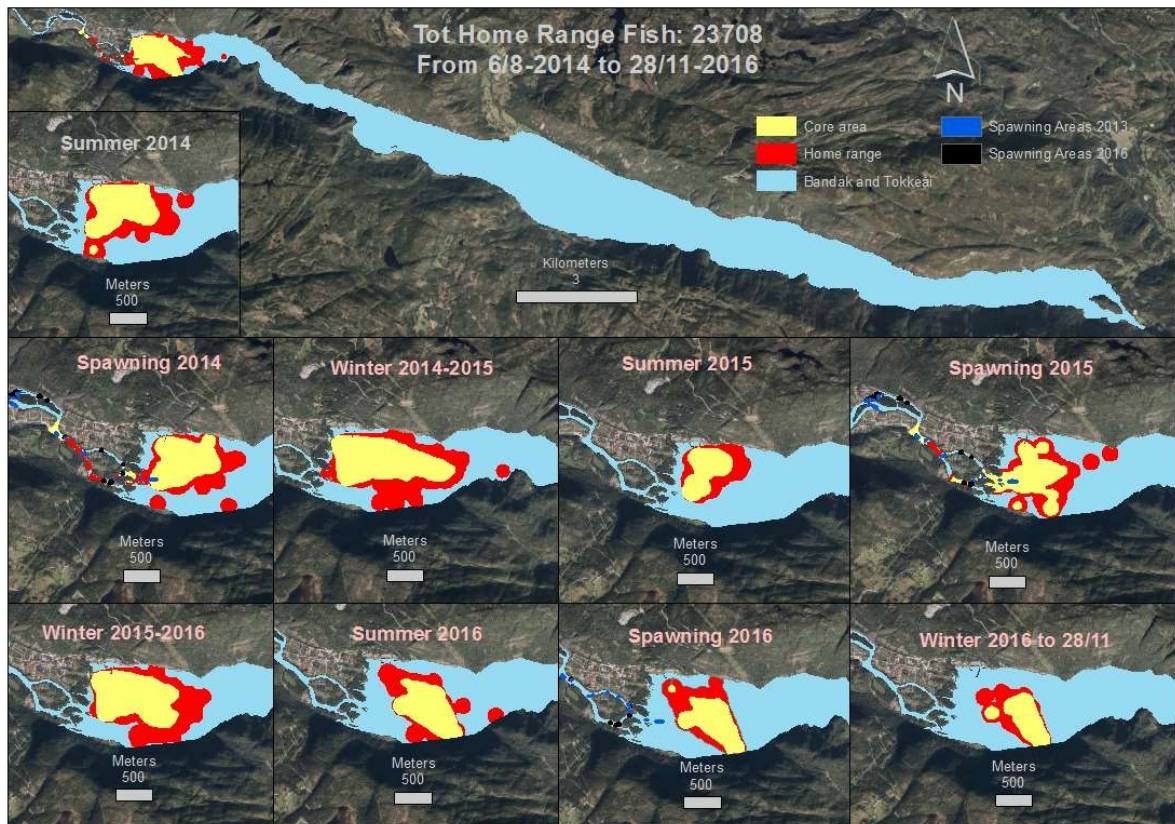 Tot Home Range Fish: 23708
From 6/8-2014 to 28/11-2016
N
Core area
Home range
Bandak and Tokkeåi
Spawning Areas 2013
Spawning Areas 2016
Kilometers
3
Summer 2014
Meters
500
Spawning 2014
Meters
500
Winter 2014-2015
Meters
500
Summer 2015
Meters
500
Spawning 2015
Meters
500
Winter 2015-2016
Meters
500
Summer 2016
Meters
500
Spawning 2016
Meters
500
Winter 2016 to 28/11
Meters
500